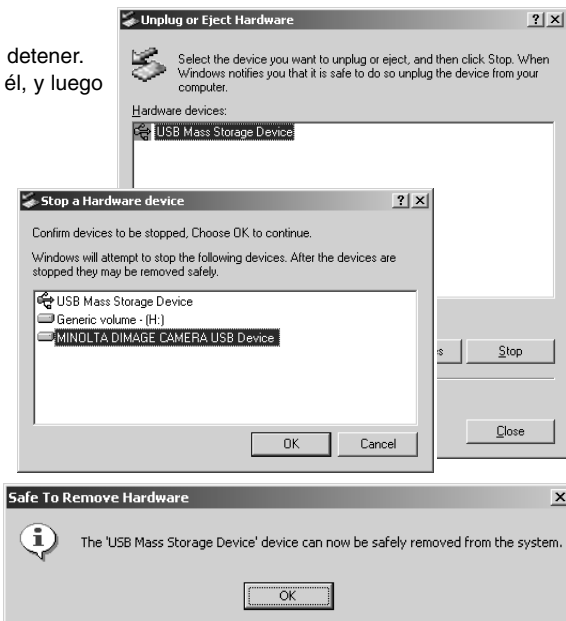 Unplug or Eject Hardware
detener.
él, y luego
Select the device you want to unplug or eject, and then click Stop. When
Windows notifies you that it is safe to do so unplug the device from your
computer.
Hardware devices:
USB Mass Storage Device
Stop a Hardware device
Confirm devices to be stopped, Choose OK to continue.
Windows will attempt to stop the following devices. After the devices are
stopped they may be removed safely.
USB Mass Storage Device
Generic volume - (H:)
MINOLTA DIMAGE CAMERA USB Device
s
Stop
OK
Cancel
Close
Safe To Remove Hardware
The 'USB Mass Storage Device' device can now be safely removed from the system.
OK